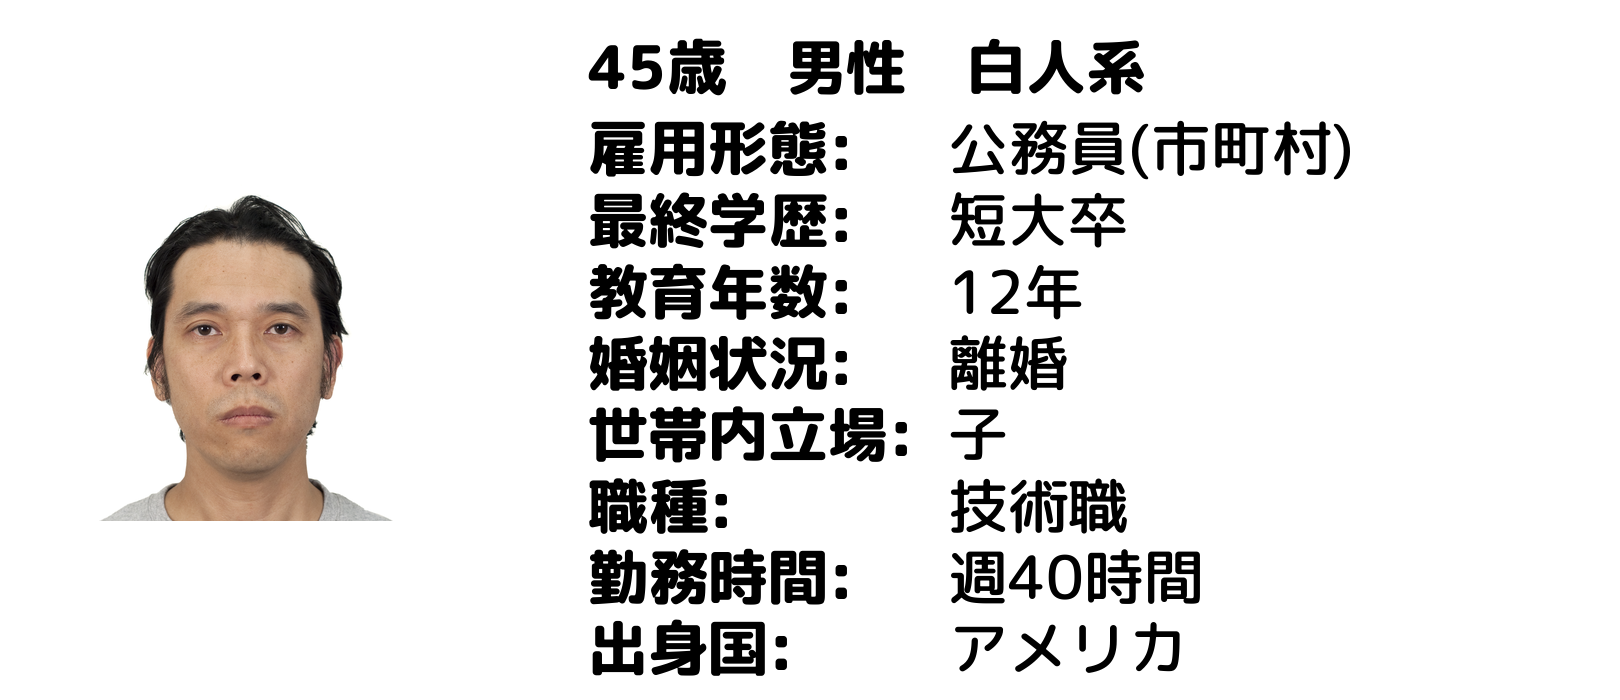 45歳　男性　白人系
雇用形態:　公務員(市町村)
最終学歴:　短大卒
教育年数:　12年
婚姻状況:　離婚
世帯内立場:　子
職種:　技術職
勤務時間:　週40時間
出身国:　アメリカ